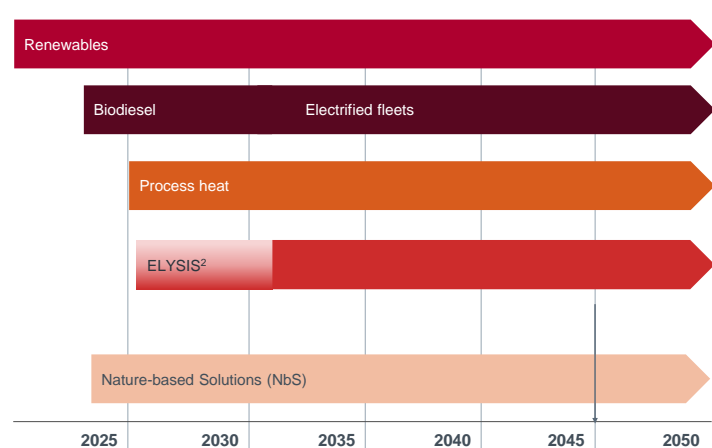 Renewables
Biodiesel Electrified fleets
Process heat
ELYSIS²
Nature-based Solutions (NbS)
2025 2030 2035 2040 2045 2050